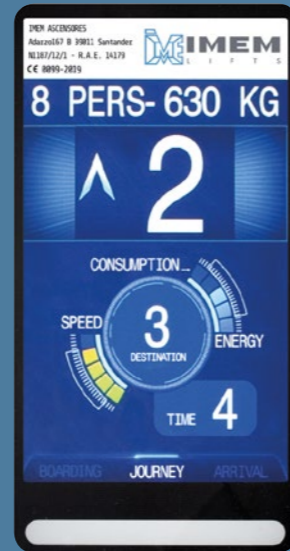 IMEM ASCENSORES
Adarzo167 B 39011 Santander
NI187/12/1 - R.A.E. 14179
CE 0099-2019
IMEM
LIFTS
8 PERS- 630 KG
2
CONSUMPTION...
SPEED
3
DESTINATION
ENERGY
TIME 4
BOARDING JOURNEY ARRIVAL